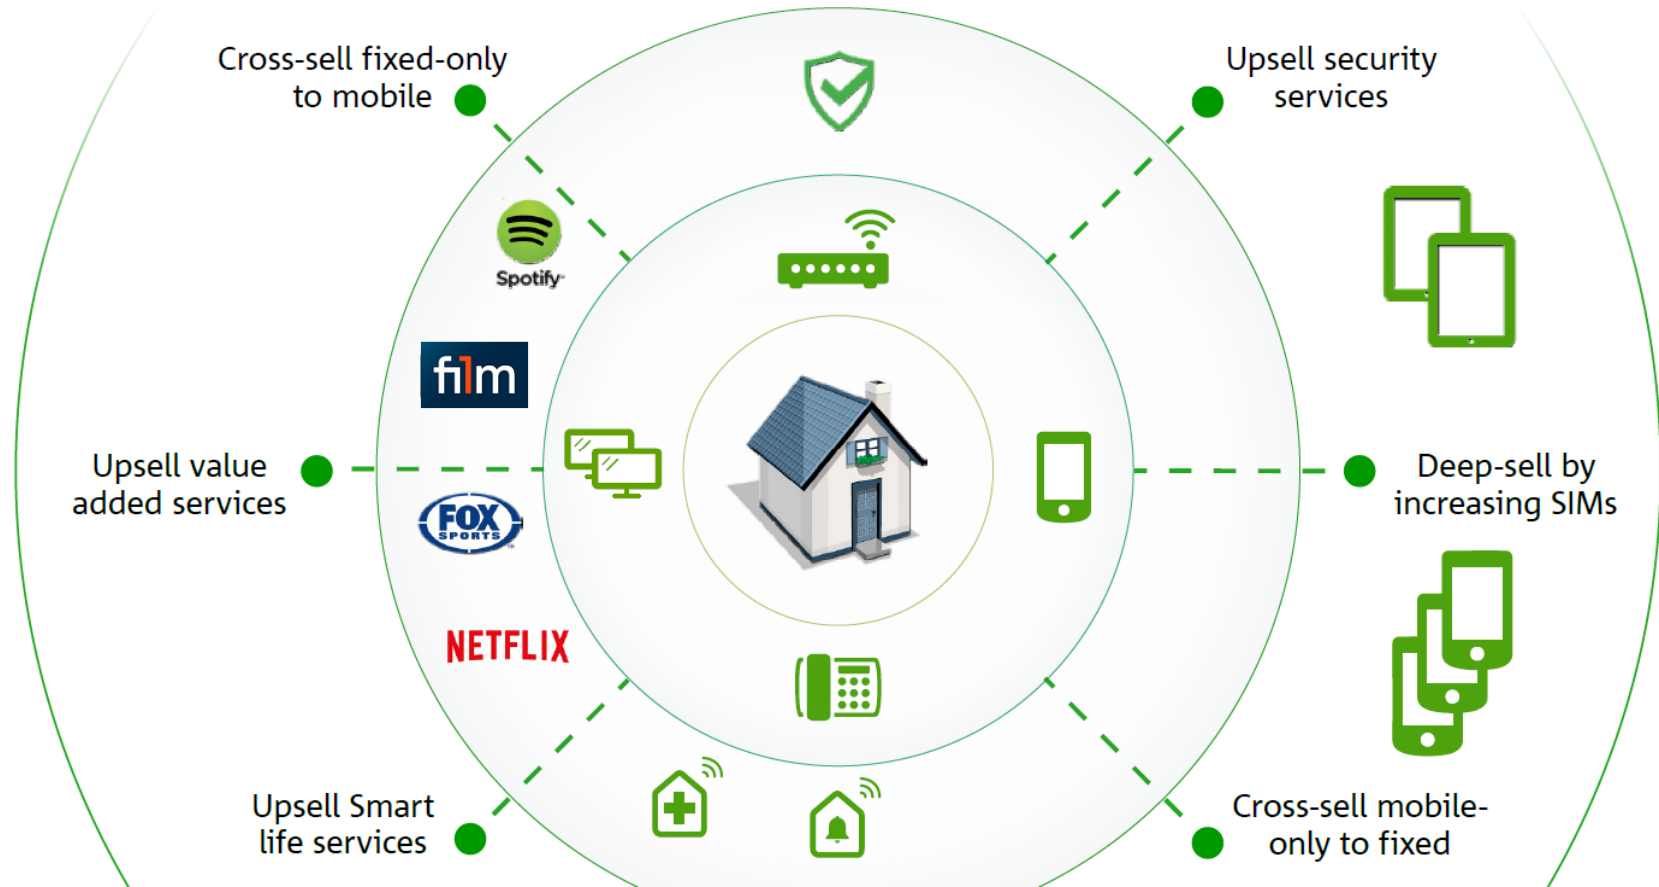 Cross-sell fixed-only
to mobile
Upsell security
services
Spotify
film
Upsell value
added services
FOX
SPORTS
NETFLIX
Deep-sell by
increasing SIMs
Upsell Smart
life services
Cross-sell mobile-
only to fixed